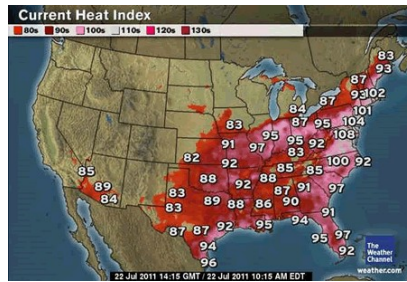 Current Heat Index
80s 90s 100s 110s 120s 130s
83
93
87
93 102
84 87
101
83 87 95 104
95 108
91 97 95 92
83
82 92 100 92
85 85
85 88 88
89 92 97
84 83 87 91
83 89 88 86 90
91
87 87 92 95 94
94 95 97
92
96
The Weather Channel
weather.com
22 Jul 2011 14:15 GMT / 22 Jul 2011 10:15 AM EDT